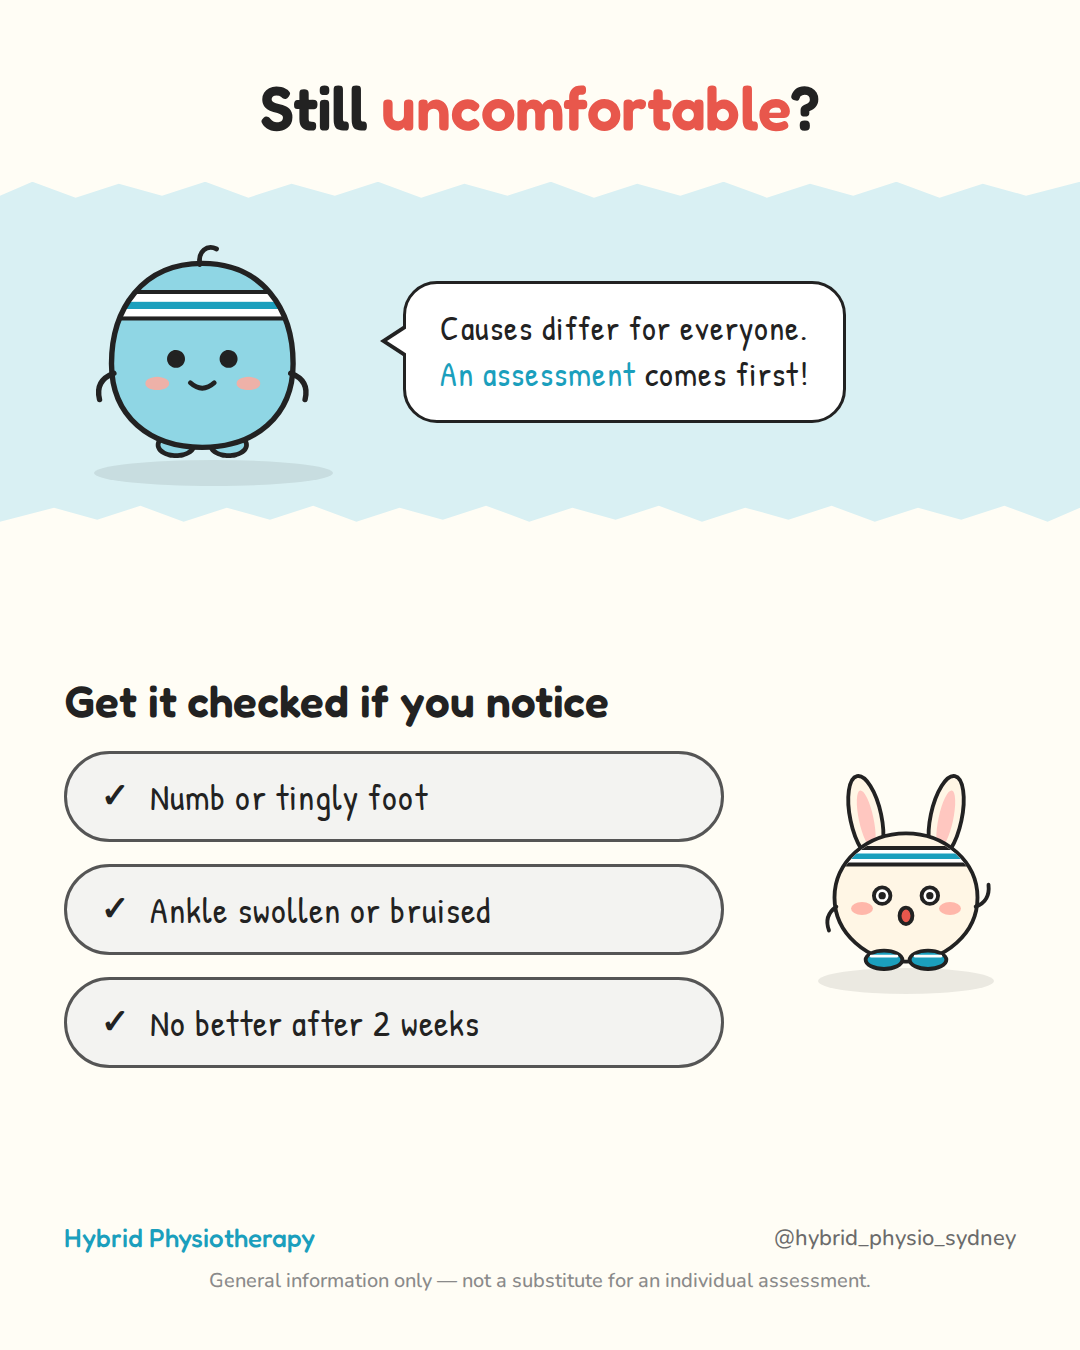 Still uncomfortable?
Causes differ for everyone.
An assessment comes first!
Get it checked if you notice
✓ Numb or tingly foot
✓ Ankle swollen or bruised
✓ No better after 2 weeks
Hybrid Physiotherapy
@hybrid_physio_sydney
General information only — not a substitute for an individual assessment.